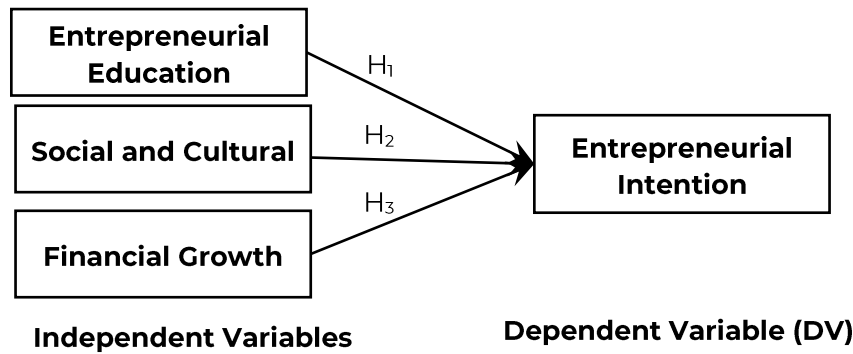 Entrepreneurial
Education
H₁
Social and Cultural
H₂
Entrepreneurial
Intention
H₃
Financial Growth
Independent Variables
Dependent Variable (DV)